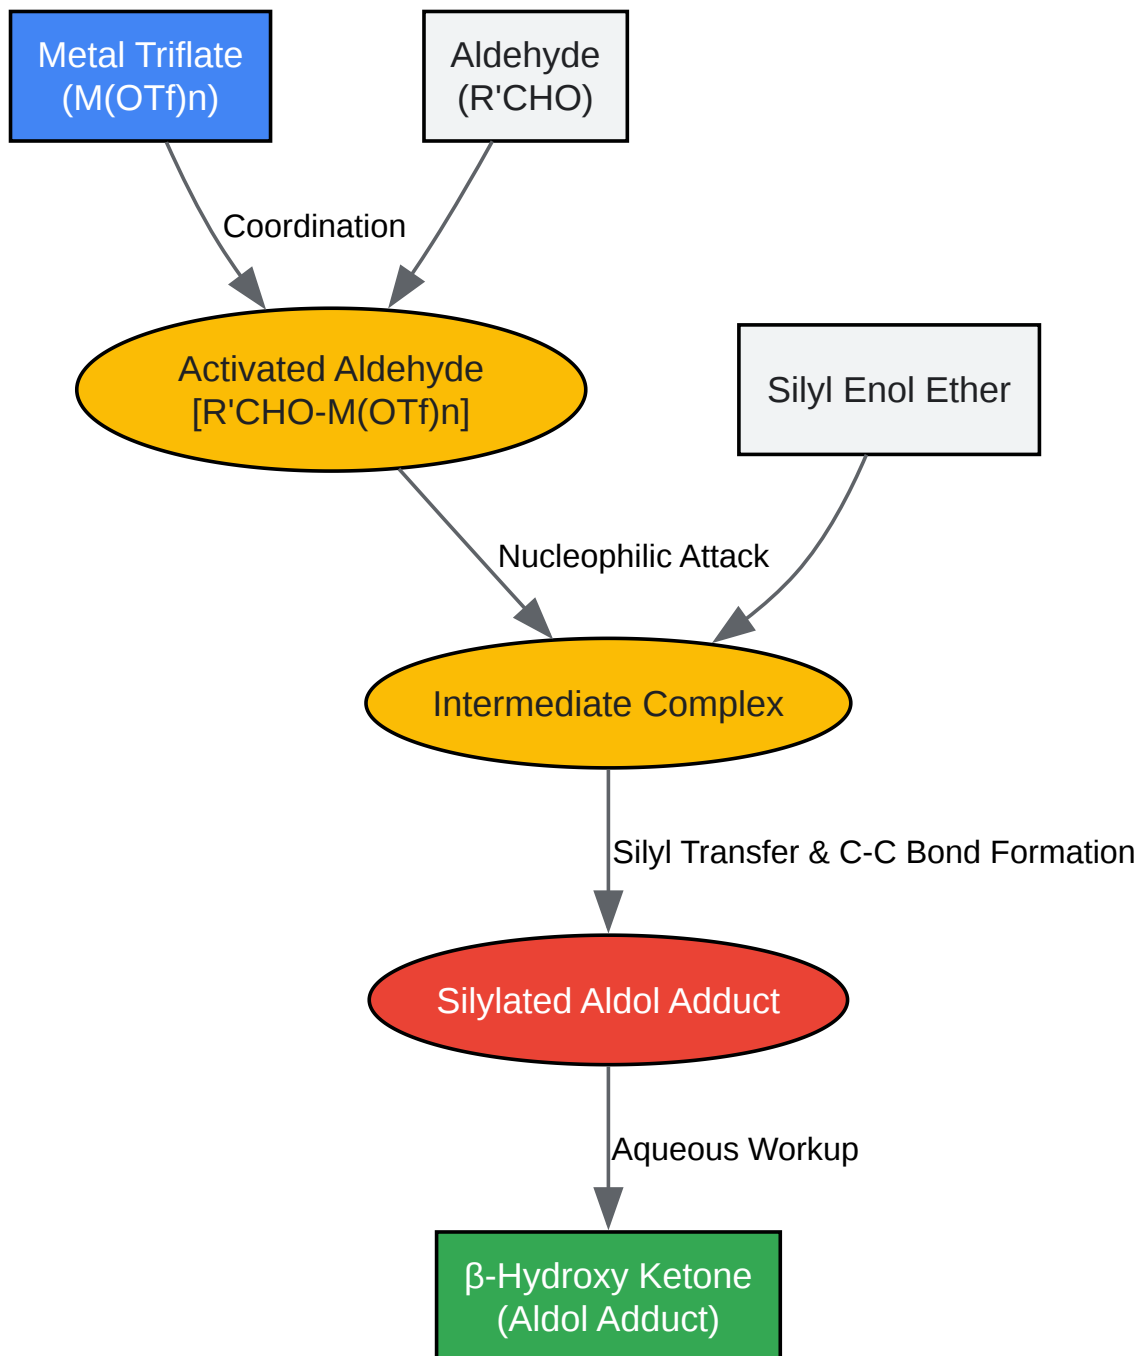 Metal Triflate
(M(OTf)n)
Aldehyde
(R'CHO)
Coordination
Activated Aldehyde
[R'CHO-M(OTf)n]
Silyl Enol Ether
Nucleophilic Attack
Intermediate Complex
Silyl Transfer & C-C Bond Formation
Silylated Aldol Adduct
Aqueous Workup
β-Hydroxy Ketone
(Aldol Adduct)